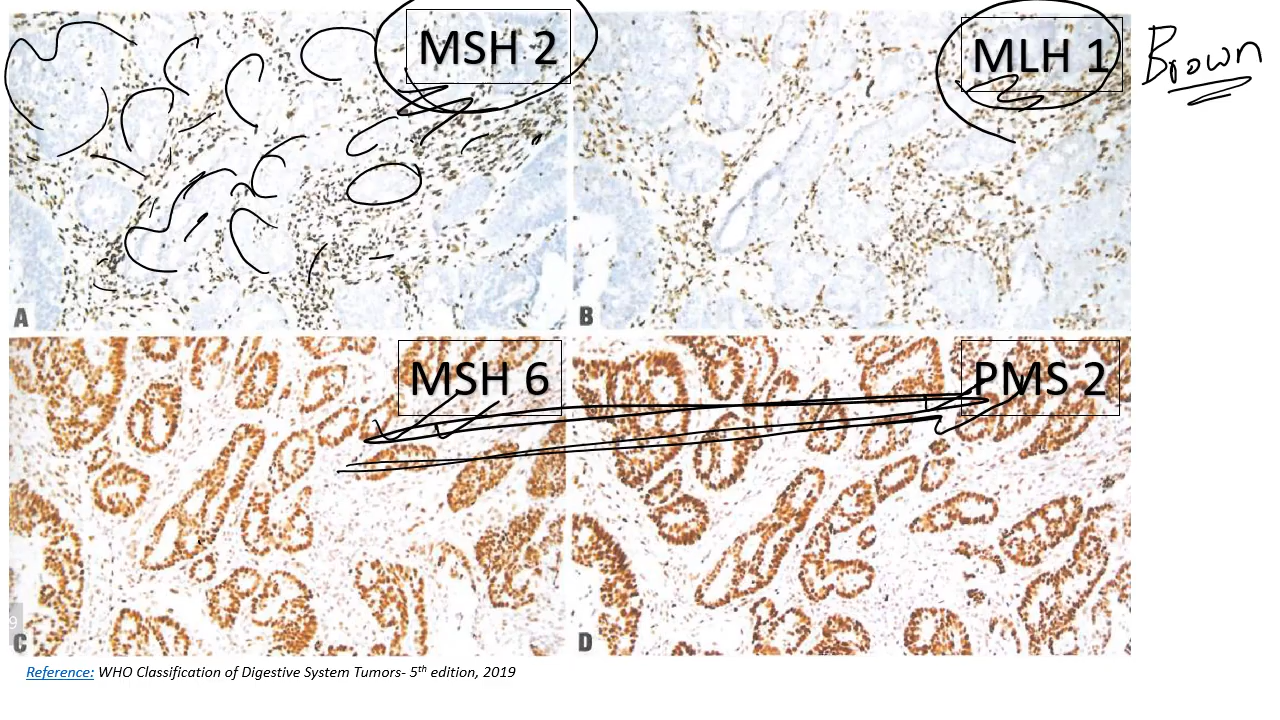 MSH 2
MLH 1
Brown
A
B
MSH 6
PMS 2
9
C
D
Reference: WHO Classification of Digestive System Tumors- 5th edition, 2019